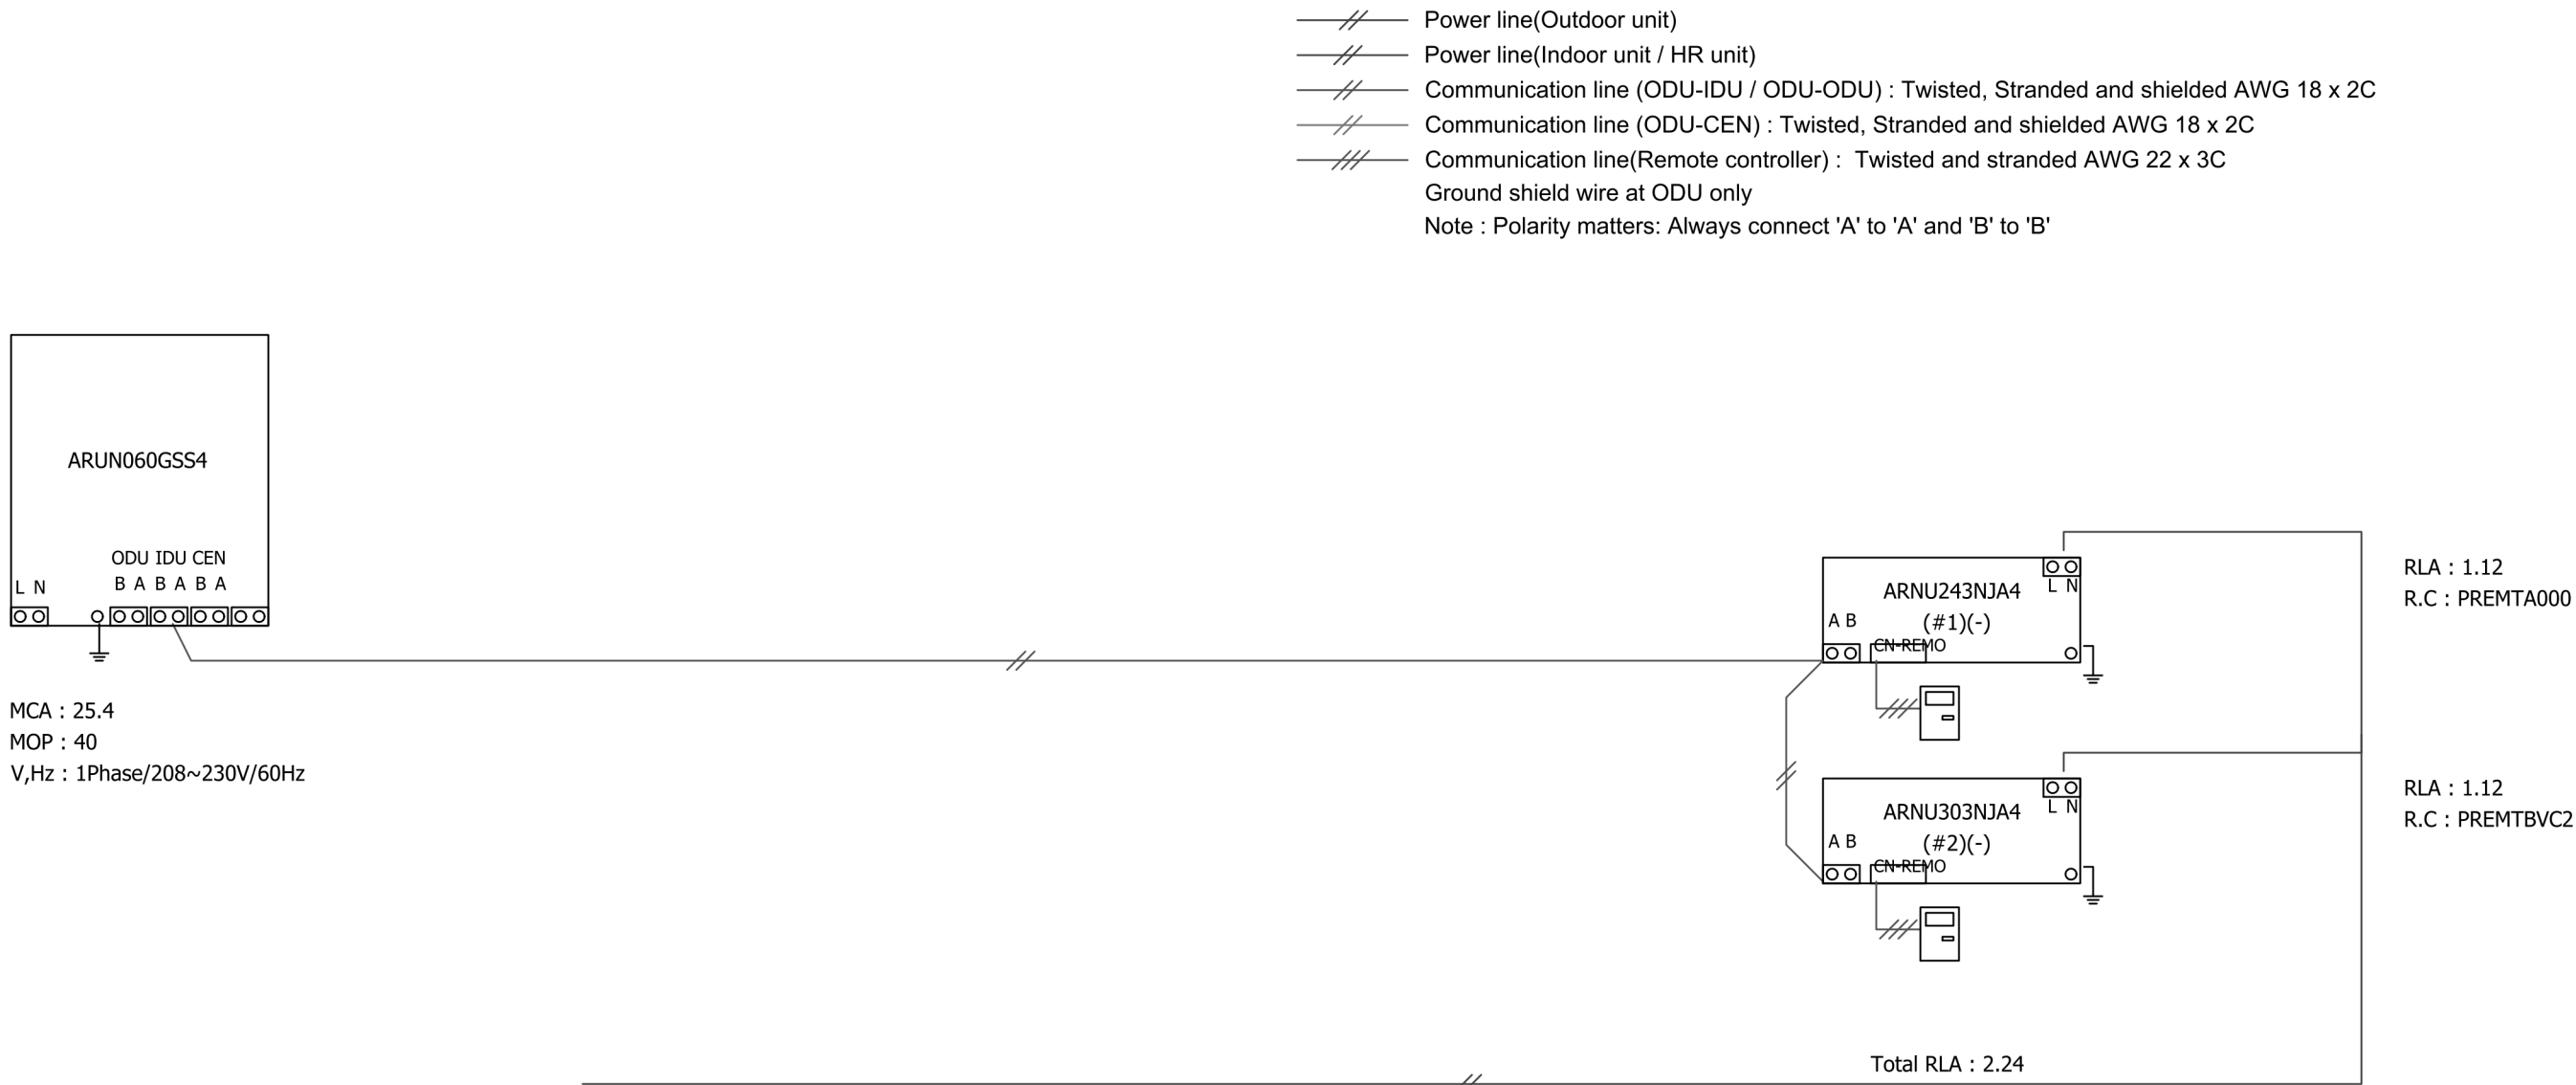 Power line(Outdoor unit)
Power line(Indoor unit / HR unit)
Communication line (ODU-IDU / ODU-ODU) : Twisted, Stranded and shielded AWG 18 x 2C
Communication line (ODU-CEN) : Twisted, Stranded and shielded AWG 18 x 2C
Communication line(Remote controller) : Twisted and stranded AWG 22 x 3C
Ground shield wire at ODU only
Note : Polarity matters: Always connect 'A' to 'A' and 'B' to 'B'
ARUN060GSS4
ODU IDU CEN
B A B A B A
L N
MCA : 25.4
MOP : 40
V,Hz : 1Phase/208~230V/60Hz
L N
ARNU243NJA4
(#1)(-)
A B
CN-REMO
RLA : 1.12
R.C : PREMTA000
L N
ARNU303NJA4
(#2)(-)
A B
CN-REMO
RLA : 1.12
R.C : PREMTBVC2
Total RLA : 2.24